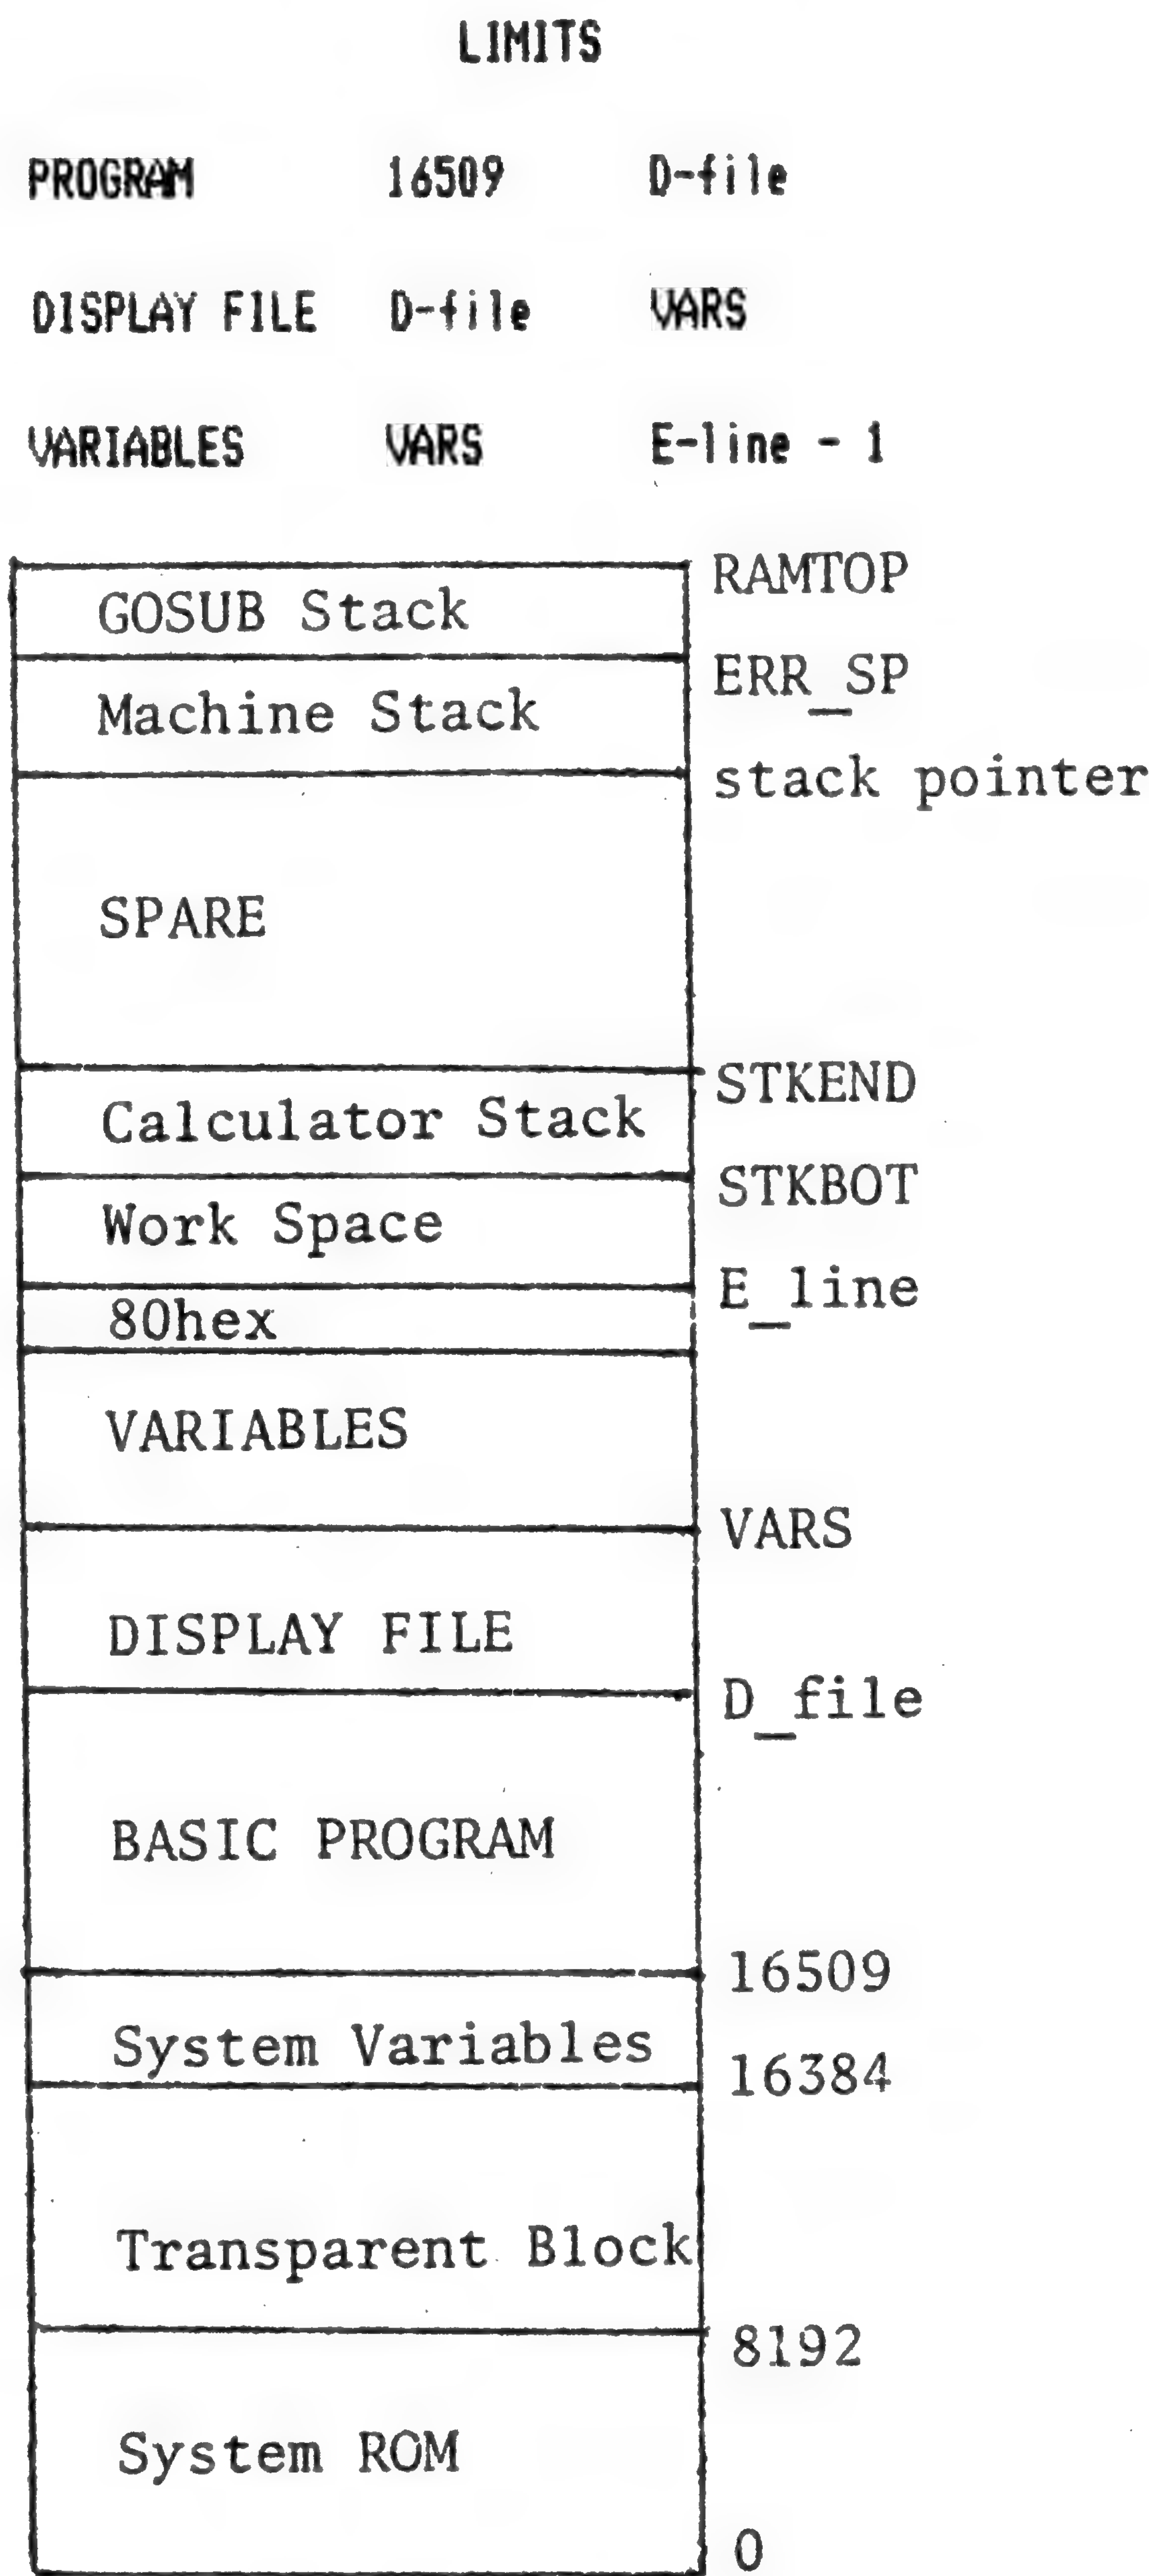 LIMITS
PROGRAM 16509 D-file
DISPLAY FILE D-file VARS
VARIABLES VARS E-line - 1
RAMTOP
GOSUB Stack
ERR_SP
Machine Stack
stack pointer
SPARE
STKEND
Calculator Stack
STKBOT
Work Space
E_line
80hex
VARIABLES
VARS
DISPLAY FILE
D_file
BASIC PROGRAM
16509
System Variables
16384
Transparent Block
8192
System ROM
0